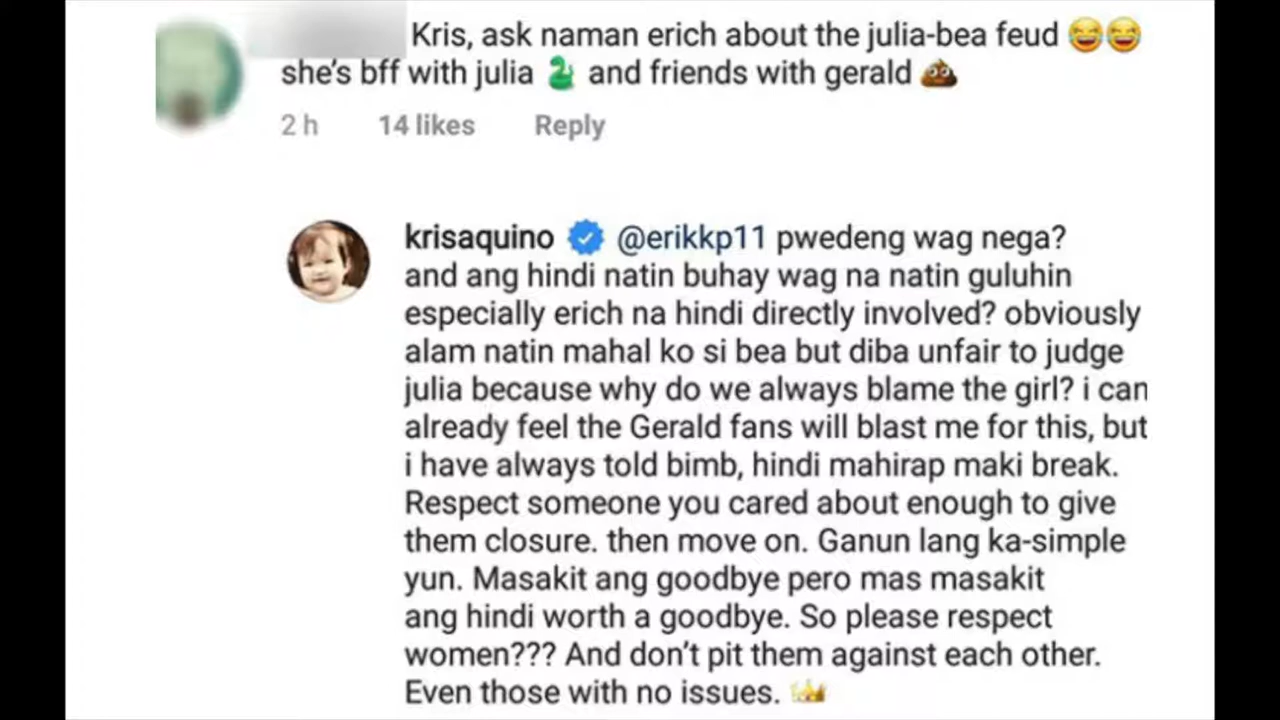 Kris, ask naman erich about the julia-bea feud 😂😂
she's bff with julia 🐍 and friends with gerald 💩
2 h 14 likes Reply
krisaquino @erikkp11 pwedeng wag nega?
and ang hindi natin buhay wag na natin guluhin
especially erich na hindi directly involved? obviously
alam natin mahal ko si bea but diba unfair to judge
julia because why do we always blame the girl? i can
already feel the Gerald fans will blast me for this, but
i have always told bimb, hindi mahirap maki break.
Respect someone you cared about enough to give
them closure. then move on. Ganun lang ka-simple
yun. Masakit ang goodbye pero mas masakit
ang hindi worth a goodbye. So please respect
women??? And don't pit them against each other.
Even those with no issues. 👑